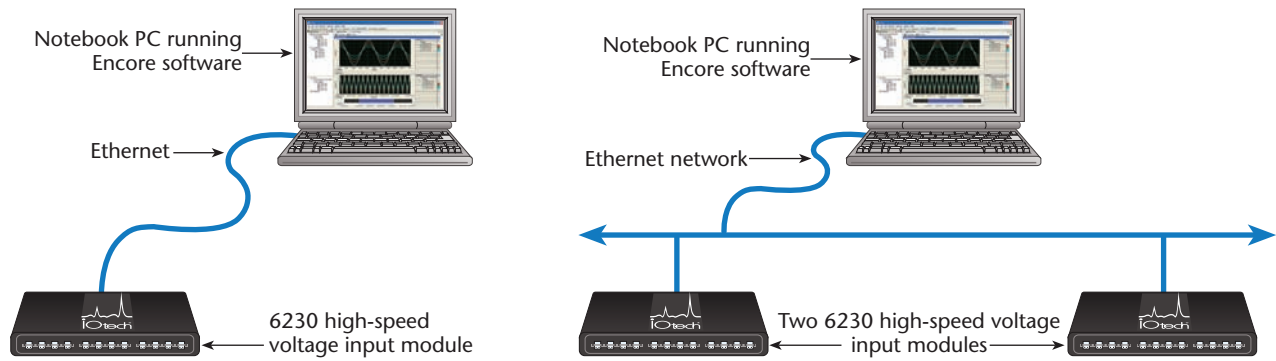 Notebook PC running
Encore software
Ethernet
iOtech
6230 high-speed
voltage input module
Notebook PC running
Encore software
Ethernet network
iOtech
Two 6230 high-speed voltage
input modules
iOtech